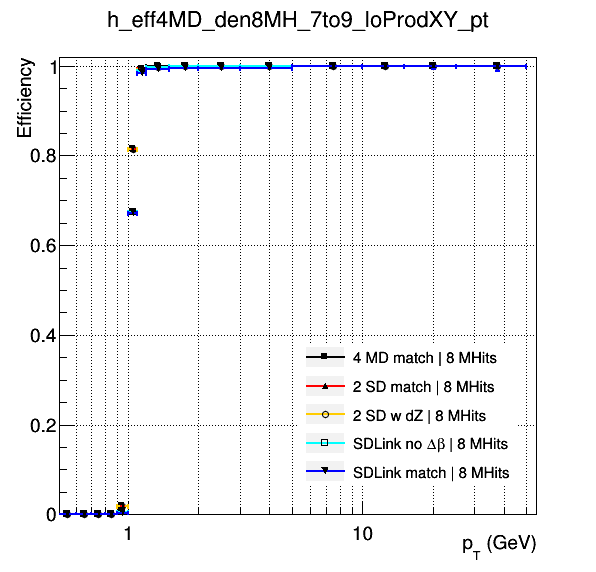 h_eff4MD_den8MH_7to9_loProdXY_pt
Efficiency
1
0.8
0.6
0.4
0.2
0
4 MD match | 8 MHits
2 SD match | 8 MHits
2 SD w dZ | 8 MHits
SDLink no Δβ | 8 MHits
SDLink match | 8 MHits
1
10
p_T (GeV)